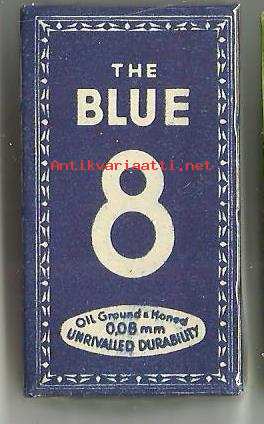 THE
BLUE
Antikvariaatti.net
8
Oil Ground & Honed
0,08 mm
UNRIVALLED DURABILITY